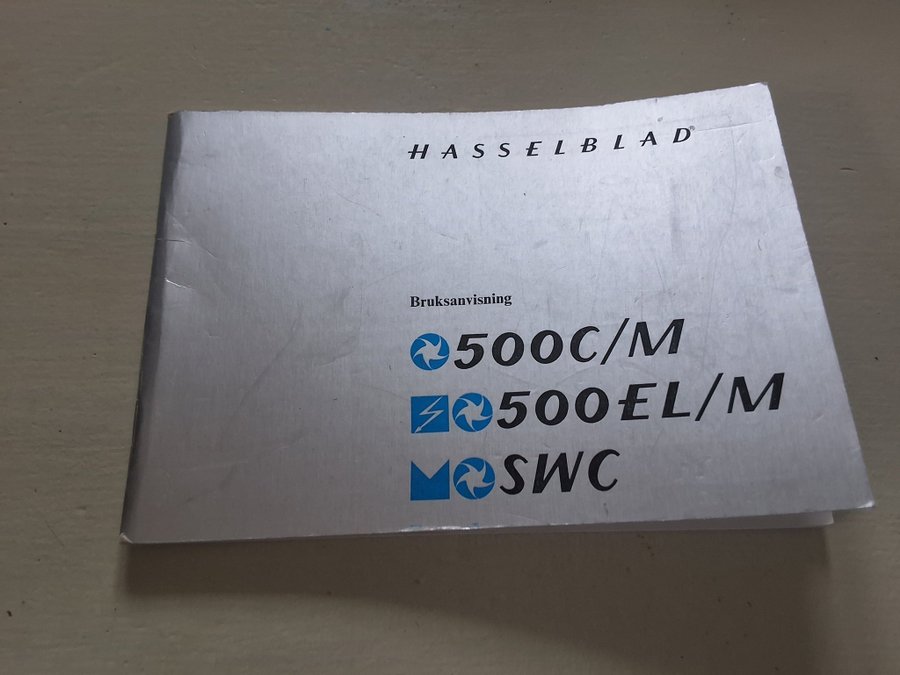 HASSELBLAD®
Bruksanvisning
500C/M
500EL/M
SWC